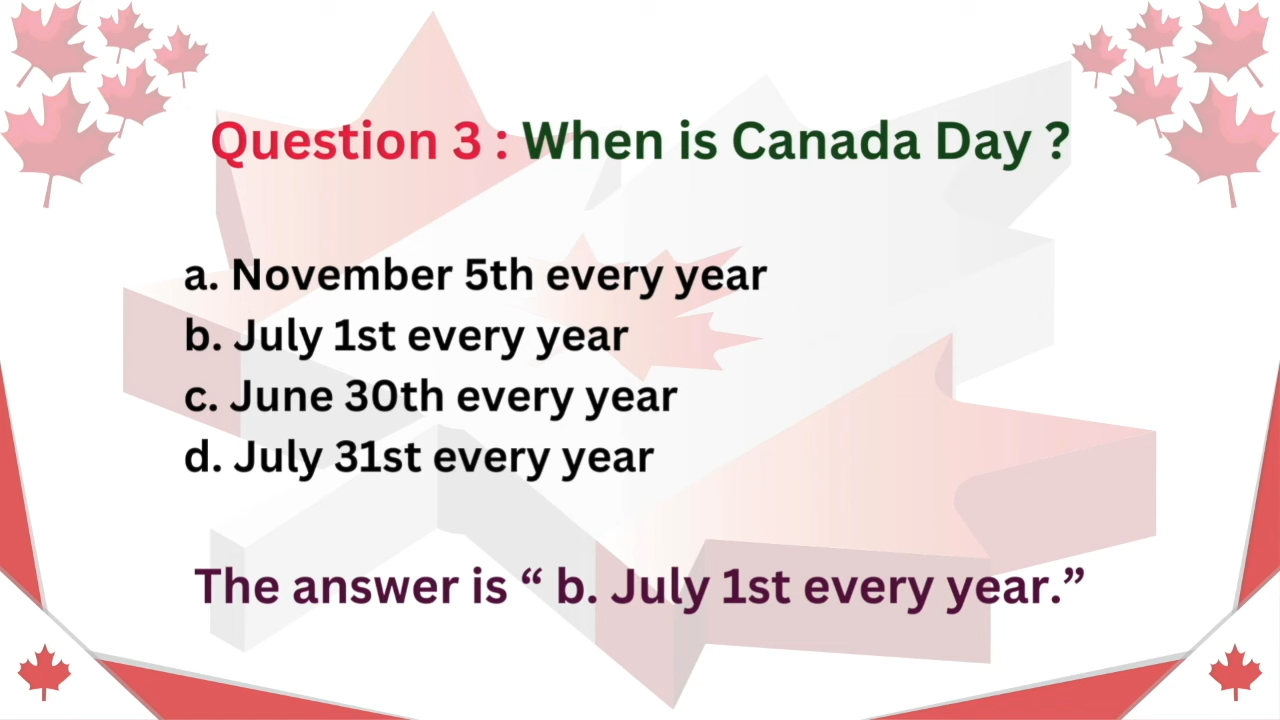 Question 3 : When is Canada Day ?
a. November 5th every year
b. July 1st every year
c. June 30th every year
d. July 31st every year
The answer is “ b. July 1st every year.”